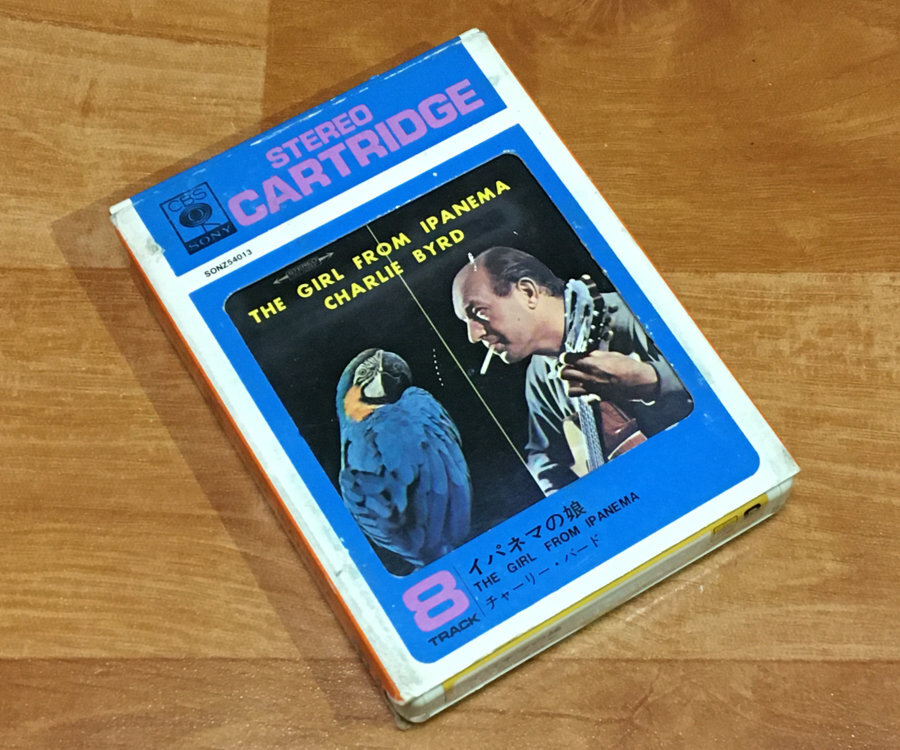 STEREO
CARTRIDGE
CBS
SONY
SONZ54013
STEREO
THE GIRL FROM IPANEMA
CHARLIE BYRD
イパネマの娘
THE GIRL FROM IPANEMA
チャーリー・バード
8
TRACK